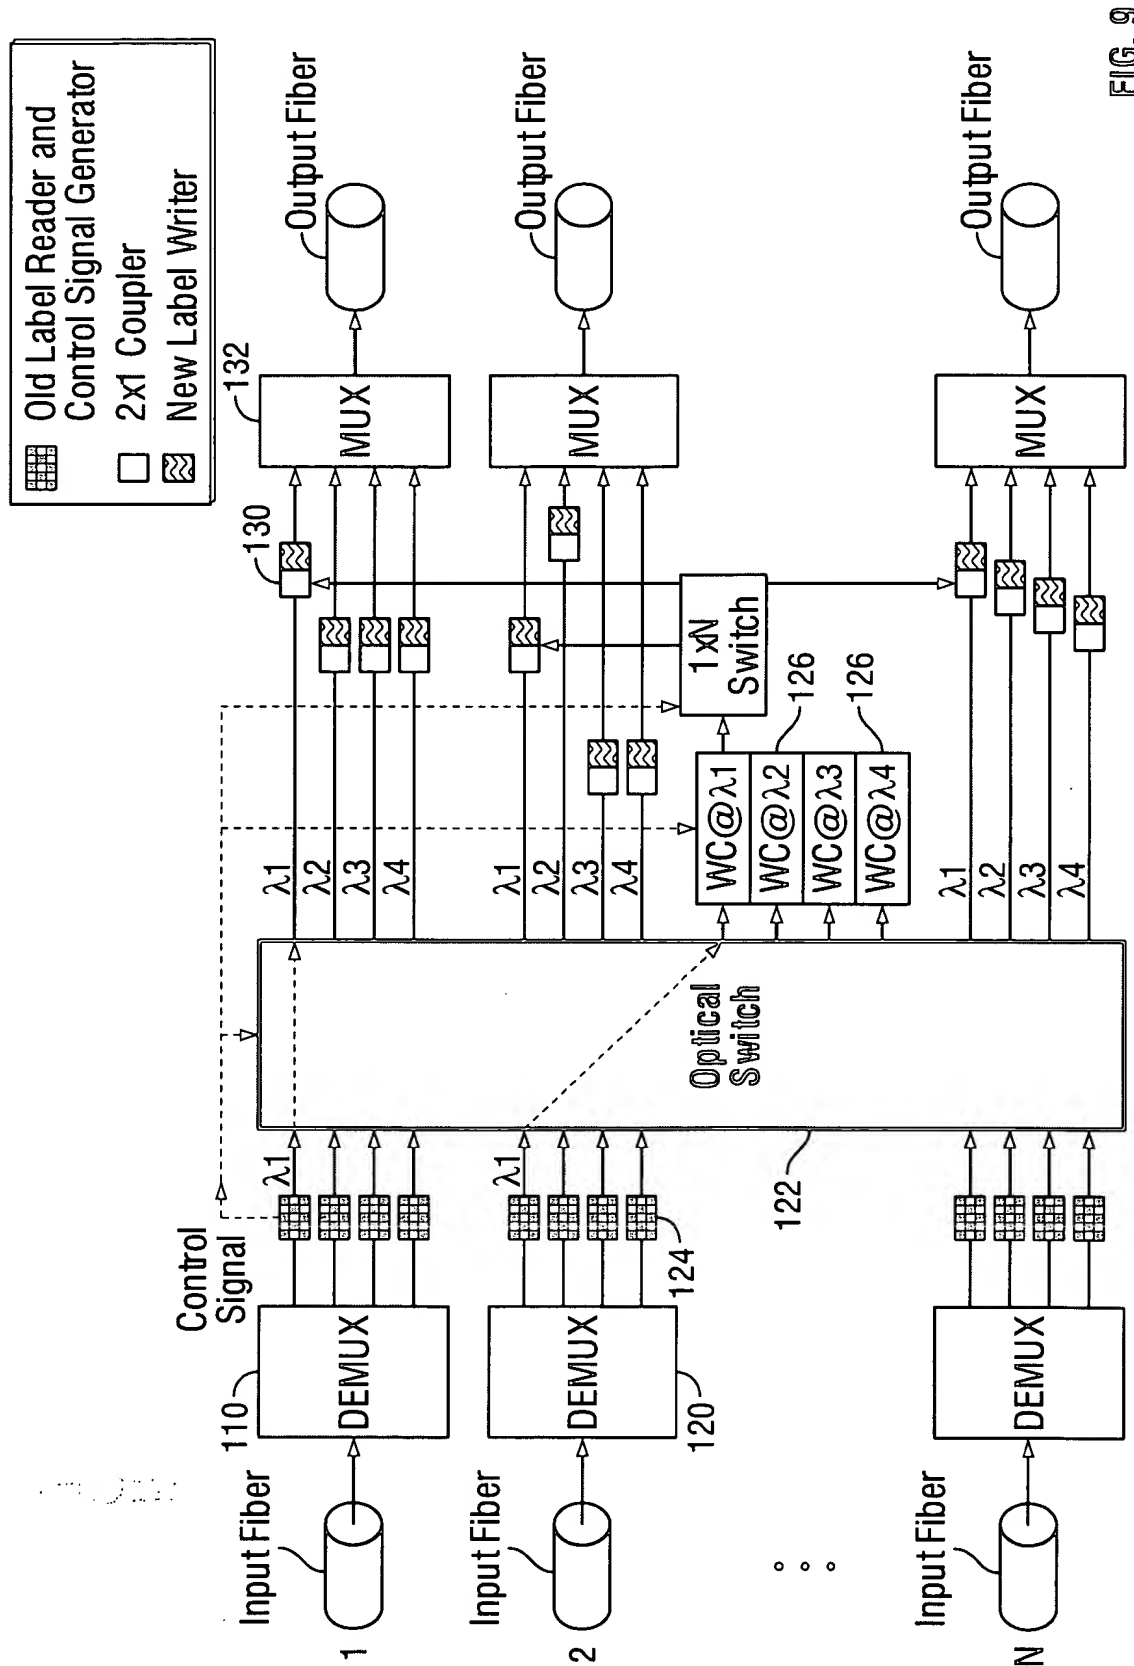 Old Label Reader and
Control Signal Generator
2x1 Coupler
New Label Writer
Input Fiber
1
110
DEMUX
Control
Signal
λ1
λ1
λ2
λ3
λ4
130
132
MUX
Output Fiber
Input Fiber
2
120
DEMUX
124
λ1
λ1
λ2
λ3
λ4
MUX
Output Fiber
Optical
Switch
122
WC@λ1
WC@λ2
WC@λ3
WC@λ4
126
126
1xN
Switch
Input Fiber
N
DEMUX
λ1
λ2
λ3
λ4
MUX
Output Fiber
FIG. 9